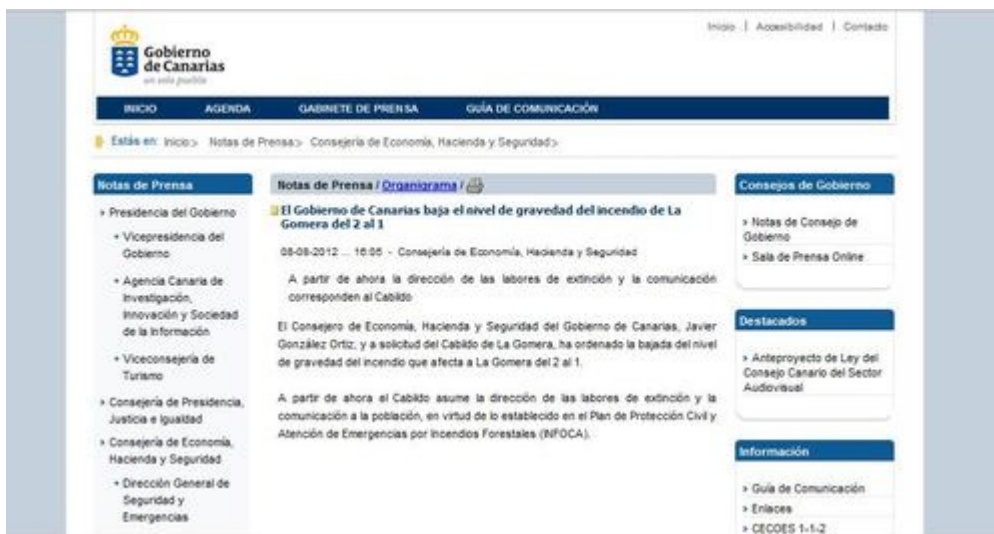 Gobierno
de Canarias
un solo pueblo
Inicio | Accesibilidad | Contacto
INICIO AGENDA GABINETE DE PRENSA GUÍA DE COMUNICACIÓN
Estás en: Inicio> Notas de Prensa> Consejería de Economía, Hacienda y Seguridad>
Notas de Prensa
> Presidencia del Gobierno
Vicepresidencia del
Gobierno
Agencia Canaria de
Investigación,
Innovación y Sociedad
de la Información
Viceconsejería de
Turismo
> Consejería de Presidencia,
Justicia e Igualdad
> Consejería de Economía,
Hacienda y Seguridad
Dirección General de
Seguridad y
Emergencias
Notas de Prensa / Organigrama /
El Gobierno de Canarias baja el nivel de gravedad del incendio de La
Gomera del 2 al 1
08-08-2012 ... 16:05 - Consejería de Economía, Hacienda y Seguridad
A partir de ahora la dirección de las labores de extinción y la comunicación
corresponden al Cabildo
El Consejero de Economía, Hacienda y Seguridad del Gobierno de Canarias, Javier
González Ortiz, y a solicitud del Cabildo de La Gomera, ha ordenado la bajada del nivel
de gravedad del incendio que afecta a La Gomera del 2 al 1.
A partir de ahora el Cabildo asume la dirección de las labores de extinción y la
comunicación a la población, en virtud de lo establecido en el Plan de Protección Civil y
Atención de Emergencias por Incendios Forestales (INFOCA).
Consejos de Gobierno
> Notas de Consejo de
Gobierno
> Sala de Prensa Online
Destacados
> Anteproyecto de Ley del
Consejo Canario del Sector
Audiovisual
Información
> Guía de Comunicación
> Enlaces
> CECOES 1-1-2